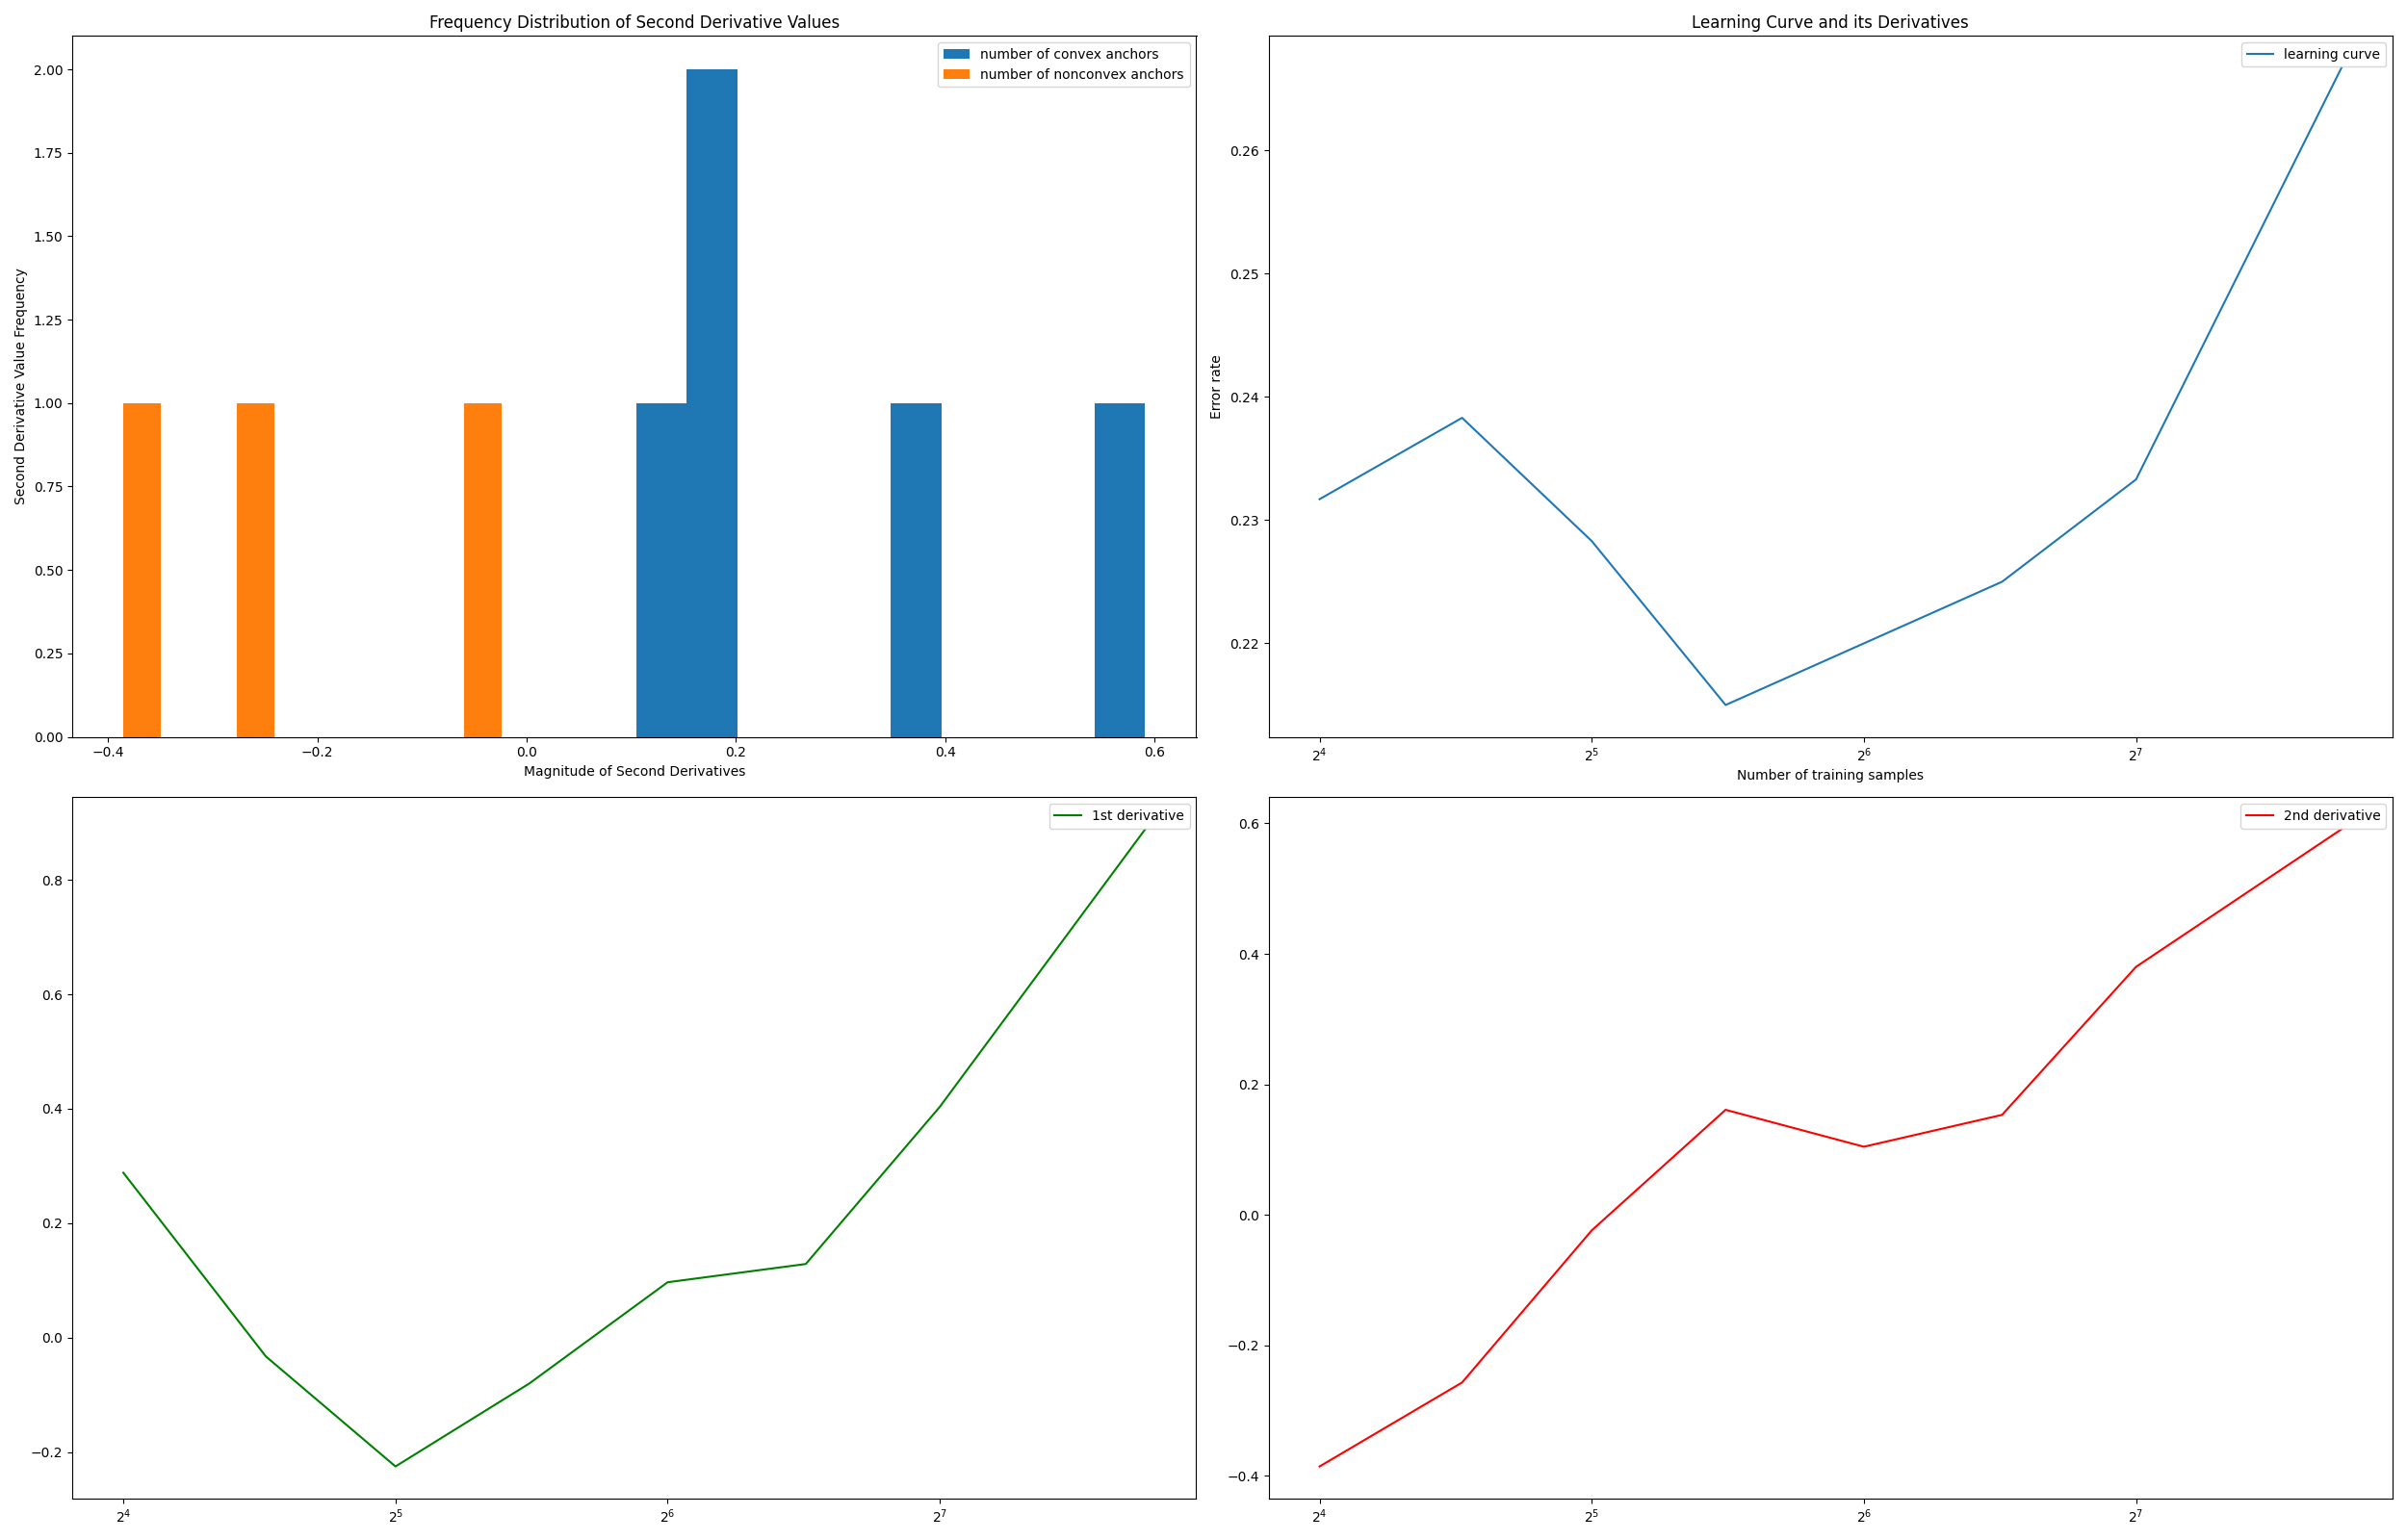 Frequency Distribution of Second Derivative Values
number of convex anchors
number of nonconvex anchors
Second Derivative Value Frequency
2.00
1.75
1.50
1.25
1.00
0.75
0.50
0.25
0.00
−0.4 −0.2 0.0 0.2 0.4 0.6
Magnitude of Second Derivatives
Learning Curve and its Derivatives
learning curve
Error rate
0.26
0.25
0.24
0.23
0.22
2⁴ 2⁵ 2⁶ 2⁷
Number of training samples
1st derivative
0.8
0.6
0.4
0.2
0.0
−0.2
2⁴ 2⁵ 2⁶ 2⁷
2nd derivative
0.6
0.4
0.2
0.0
−0.2
−0.4
2⁴ 2⁵ 2⁶ 2⁷